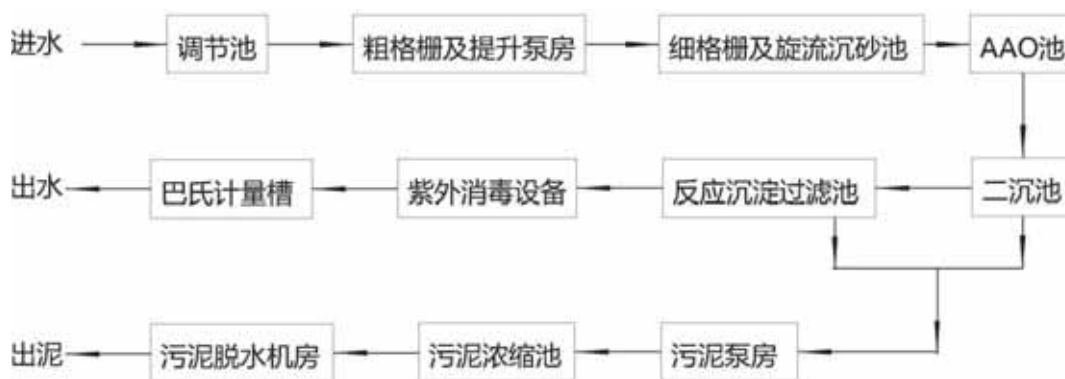 进水 调节池 粗格栅及提升泵房 细格栅及旋流沉砂池 AAO池
出水 巴氏计量槽 紫外消毒设备 反应沉淀过滤池 二沉池
出泥 污泥脱水机房 污泥浓缩池 污泥泵房